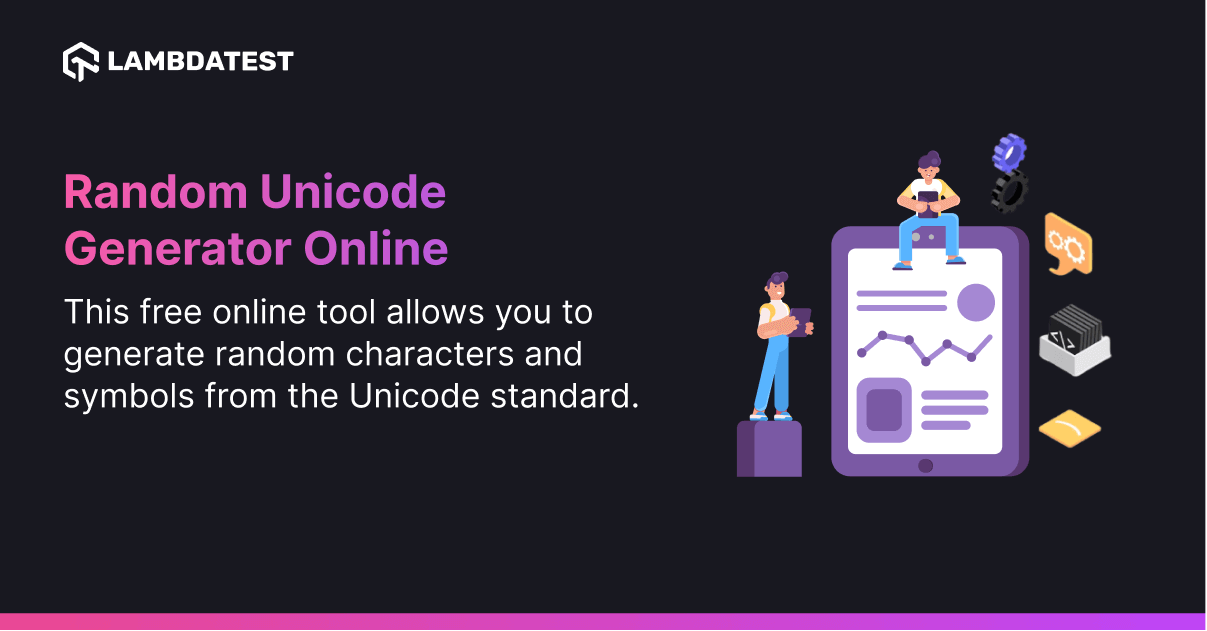 LAMBDATEST
Random Unicode
Generator Online
This free online tool allows you to
generate random characters and
symbols from the Unicode standard.
</>